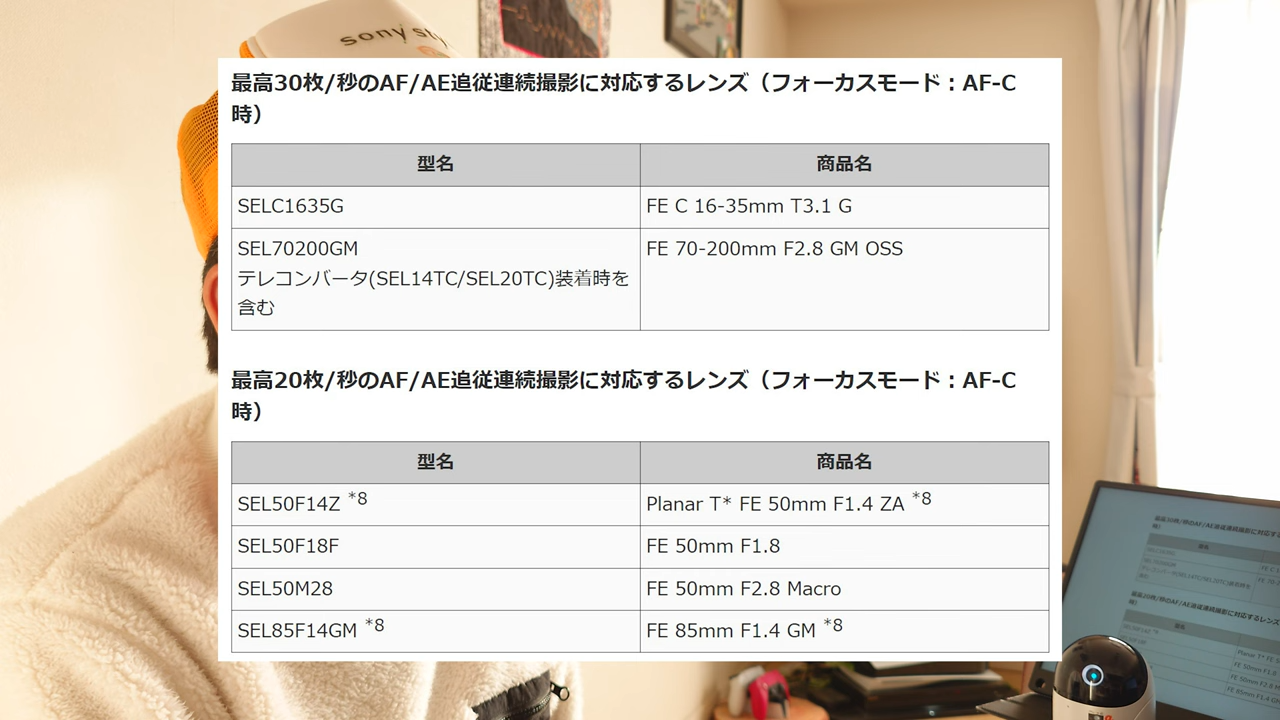 sony sty
最高30枚/秒のAF/AE追従連続撮影に対応するレンズ（フォーカスモード：AF-C
時）
型名 商品名
SELC1635G FE C 16-35mm T3.1 G
SEL70200GM FE 70-200mm F2.8 GM OSS
テレコンバータ(SEL14TC/SEL20TC)装着時を
含む
最高20枚/秒のAF/AE追従連続撮影に対応するレンズ（フォーカスモード：AF-C
時）
型名 商品名
SEL50F14Z *8 Planar T* FE 50mm F1.4 ZA *8
SEL50F18F FE 50mm F1.8
SEL50M28 FE 50mm F2.8 Macro
SEL85F14GM *8 FE 85mm F1.4 GM *8